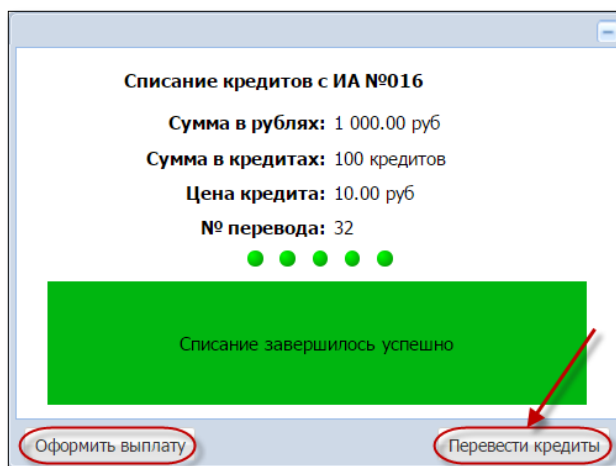 Списание кредитов с ИА №016
Сумма в рублях: 1 000.00 руб
Сумма в кредитах: 100 кредитов
Цена кредита: 10.00 руб
№ перевода: 32
Списание завершилось успешно
Оформить выплату
Перевести кредиты